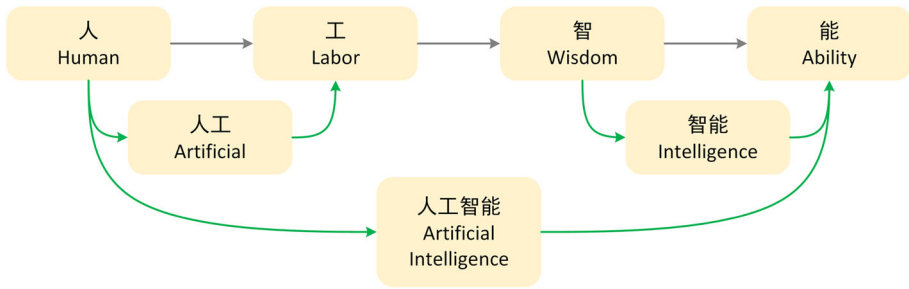 人
Human
工
Labor
智
Wisdom
能
Ability
人工
Artificial
智能
Intelligence
人工智能
Artificial
Intelligence